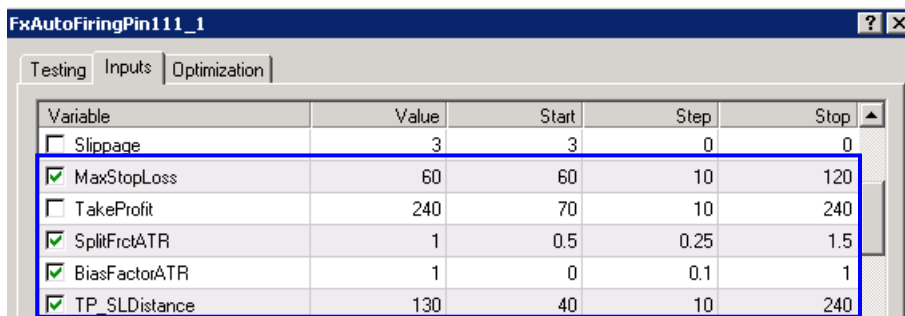 FxAutoFiringPin111_1 ? X
Testing Inputs Optimization
Variable Value Start Step Stop
Slippage 3 3 0 0
MaxStopLoss 60 60 10 120
TakeProfit 240 70 10 240
SplitFrctATR 1 0.5 0.25 1.5
BiasFactorATR 1 0 0.1 1
TP_SLDistance 130 40 10 240